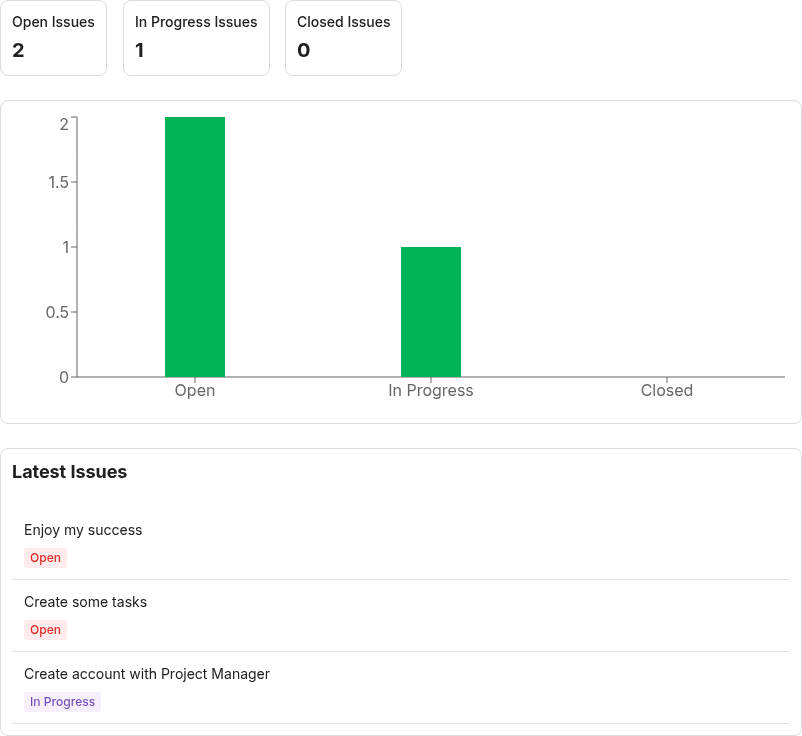 Open Issues In Progress Issues Closed Issues
2 1 0
2
1.5
1
0.5
0
Open In Progress Closed
Latest Issues
Enjoy my success
Open
Create some tasks
Open
Create account with Project Manager
In Progress